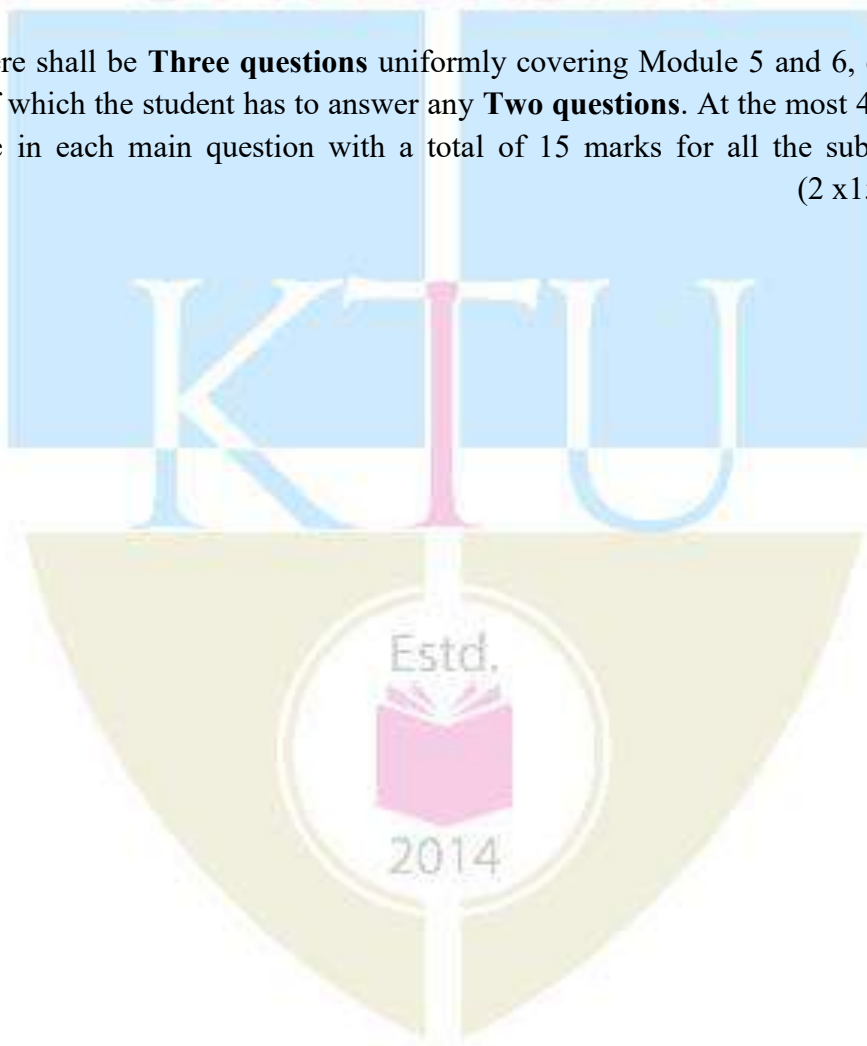 ere shall be Three questions uniformly covering Module 5 and 6,
f which the student has to answer any Two questions. At the most 4
e in each main question with a total of 15 marks for all the sub
(2 x1
KTU
Estd.
2014